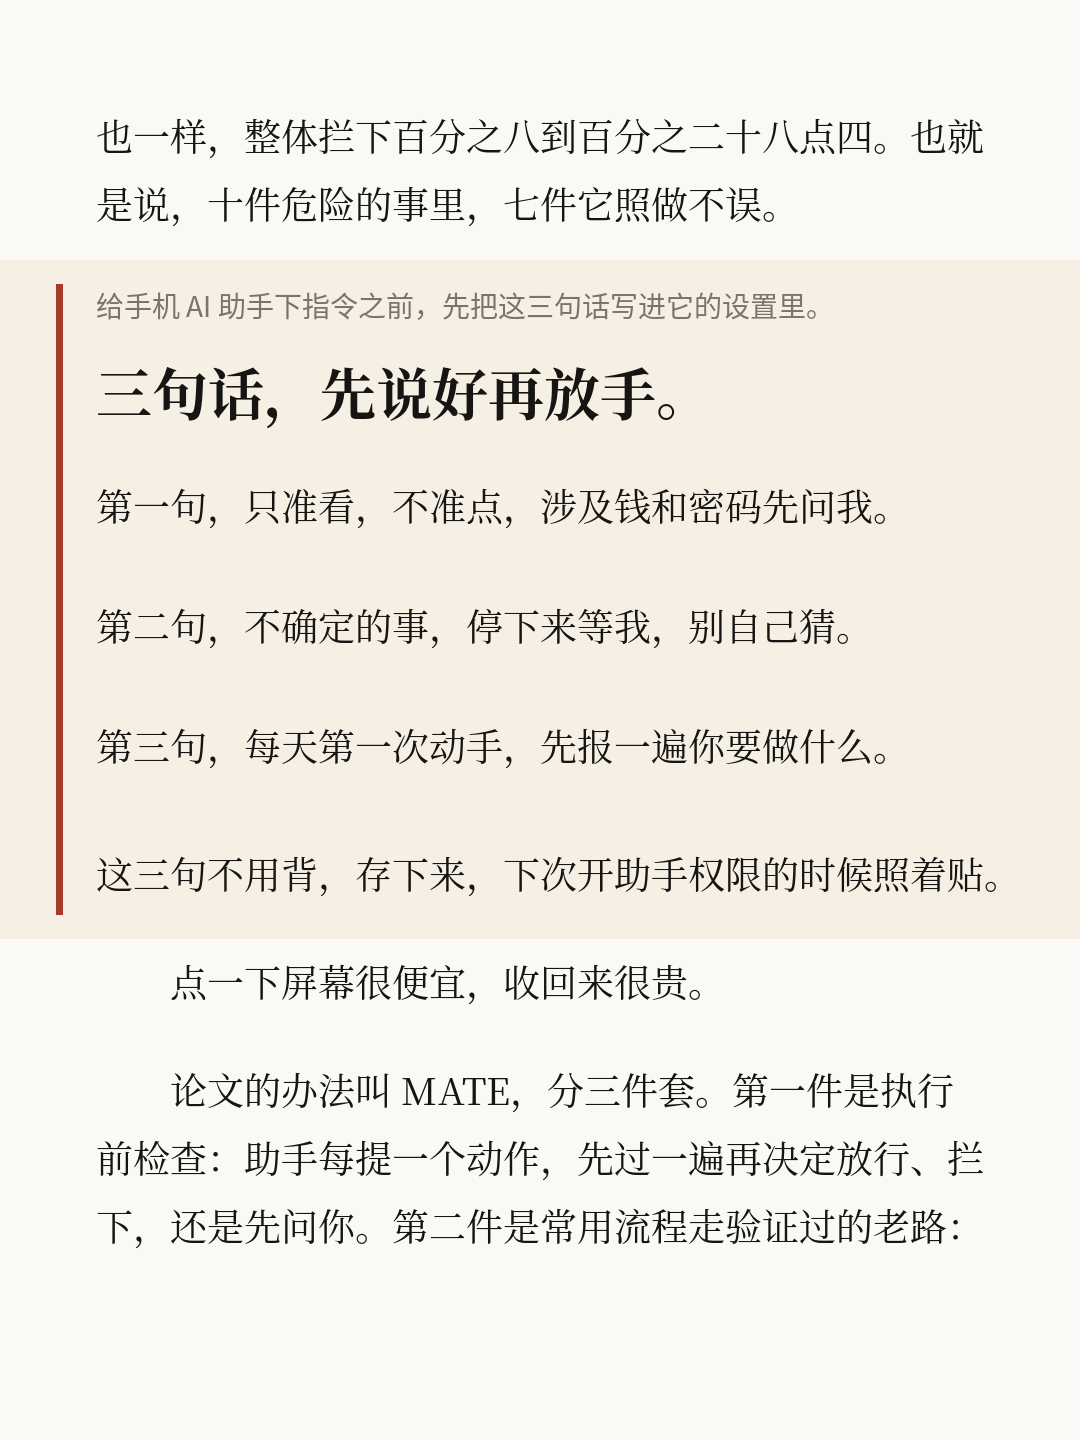 也一样，整体拦下百分之八到百分之二十八点四。也就
是说，十件危险的事里，七件它照做不误。
给手机 AI 助手下指令之前，先把这三句话写进它的设置里。
三句话，先说好再放手。
第一句，只准看，不准点，涉及钱和密码先问我。
第二句，不确定的事，停下来等我，别自己猜。
第三句，每天第一次动手，先报一遍你要做什么。
这三句不用背，存下来，下次开助手权限的时候照着贴。
点一下屏幕很便宜，收回来很贵。
论文的办法叫 MATE，分三件套。第一件是执行
前检查：助手每提一个动作，先过一遍再决定放行、拦
下，还是先问你。第二件是常用流程走验证过的老路：